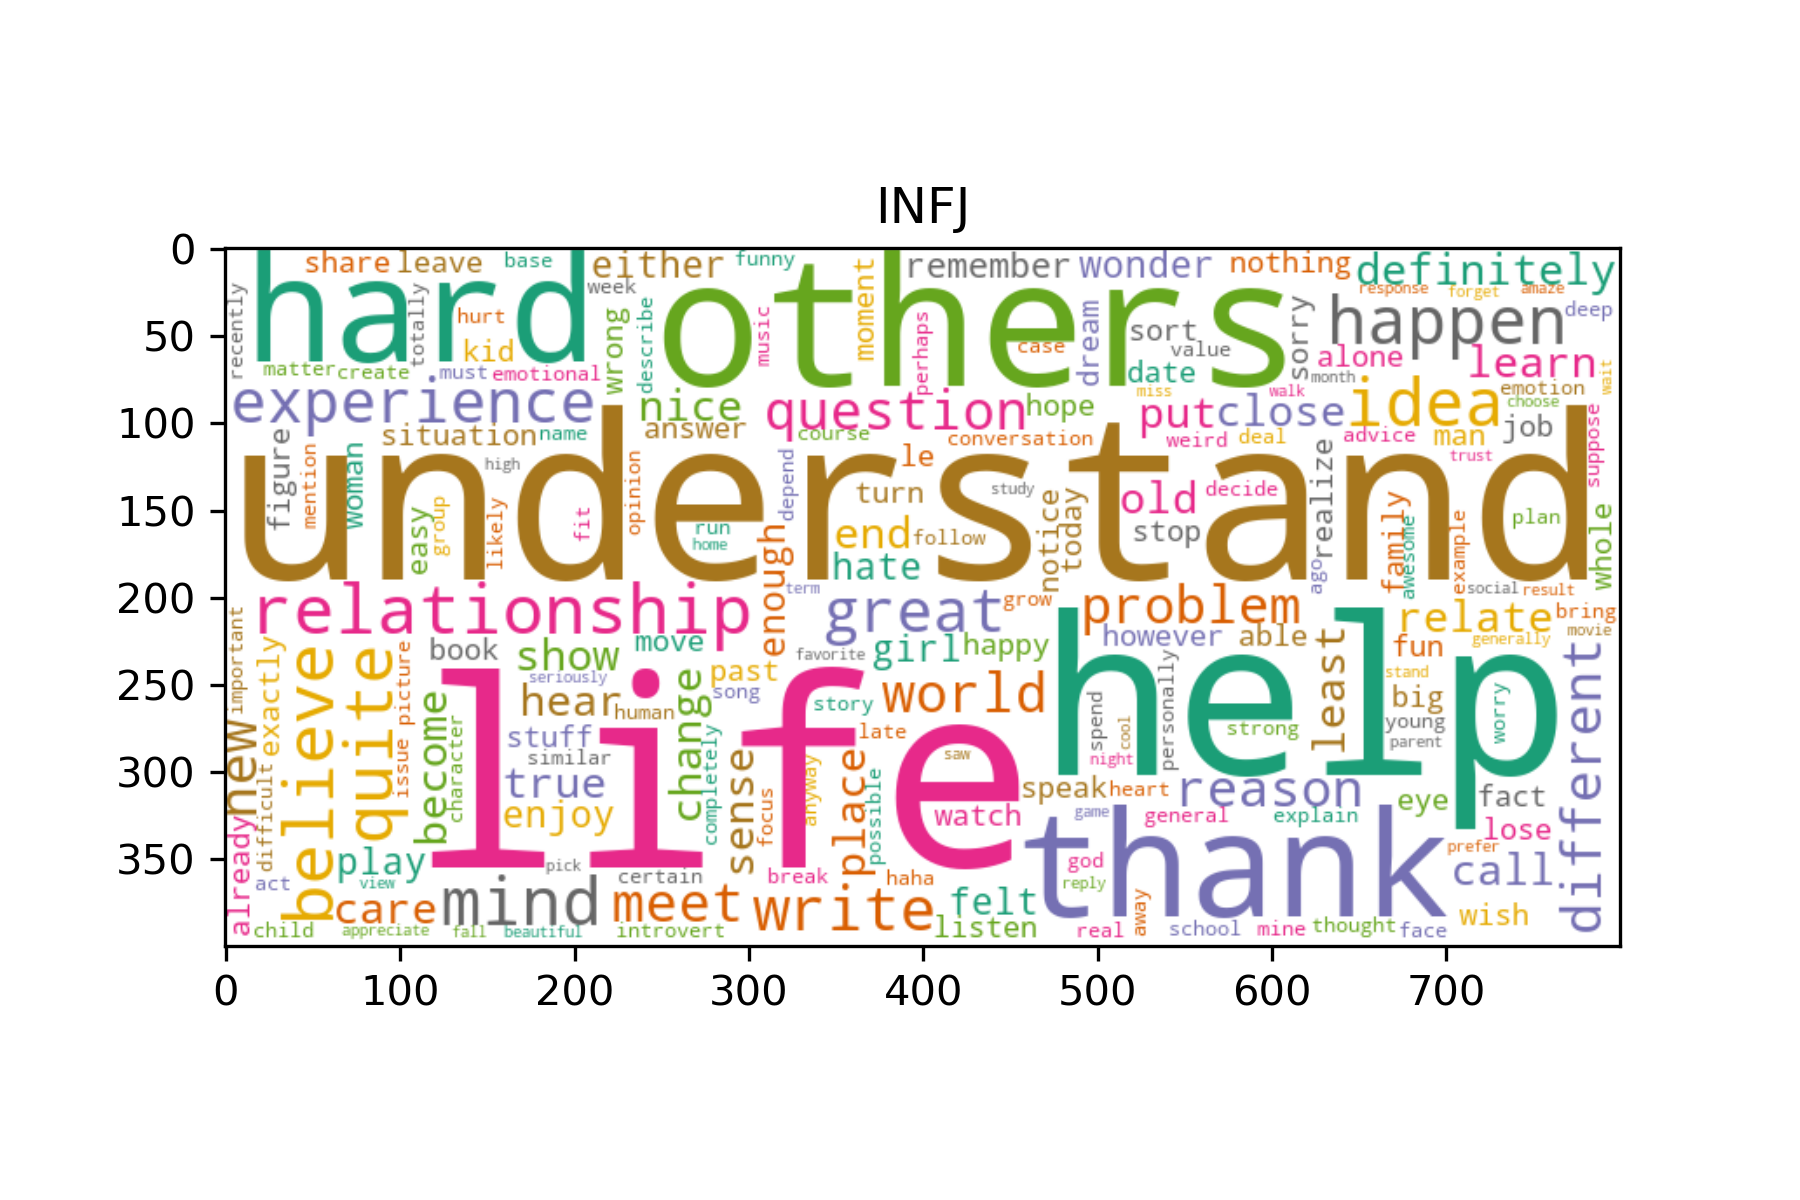 INFJ
0
50
100
150
200
250
300
350
0 100 200 300 400 500 600 700
hard others
share leave base either funny remember wonder nothing definitely
recently totally week moment response forget amaze
hurt wrong describe music perhaps dream sort sorry happen deep
kid case value alone learn
matter create must emotional date month wait
experience nice question hope miss walk put close idea emotion choose
situation name answer course conversation weird deal advice man job suppose
understand
figure mention woman high opinion depend le trust
easy group likely fit turn study old decide realize
run home end follow notice today stop family awesome example plan whole
enough hate ago
relationship term great grow problem social result relate bring
important exactly book show move favorite girl happy however able least fun generally movie
believe quite picture seriously past song help stand
new issue become character life hear human change story world spend cool personally strong big young parent worry different
stuff similar completely late saw night
difficult true enjoy sense focus anyway place possible watch speak heart reason eye fact
already thank game general explain lose
play view pick certain break haha god reply prefer call
act care mind meet write felt away wish
child appreciate fall beautiful introvert listen real school mine thought face